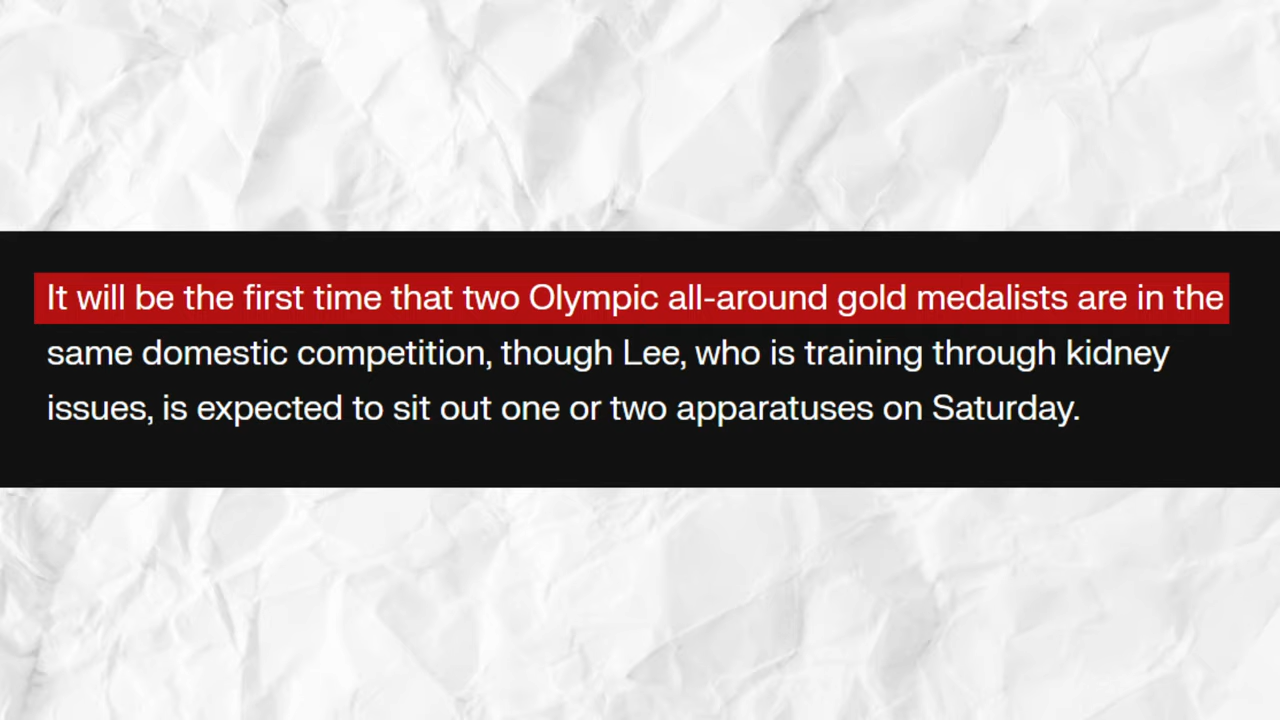 It will be the first time that two Olympic all-around gold medalists are in the
same domestic competition, though Lee, who is training through kidney
issues, is expected to sit out one or two apparatuses on Saturday.